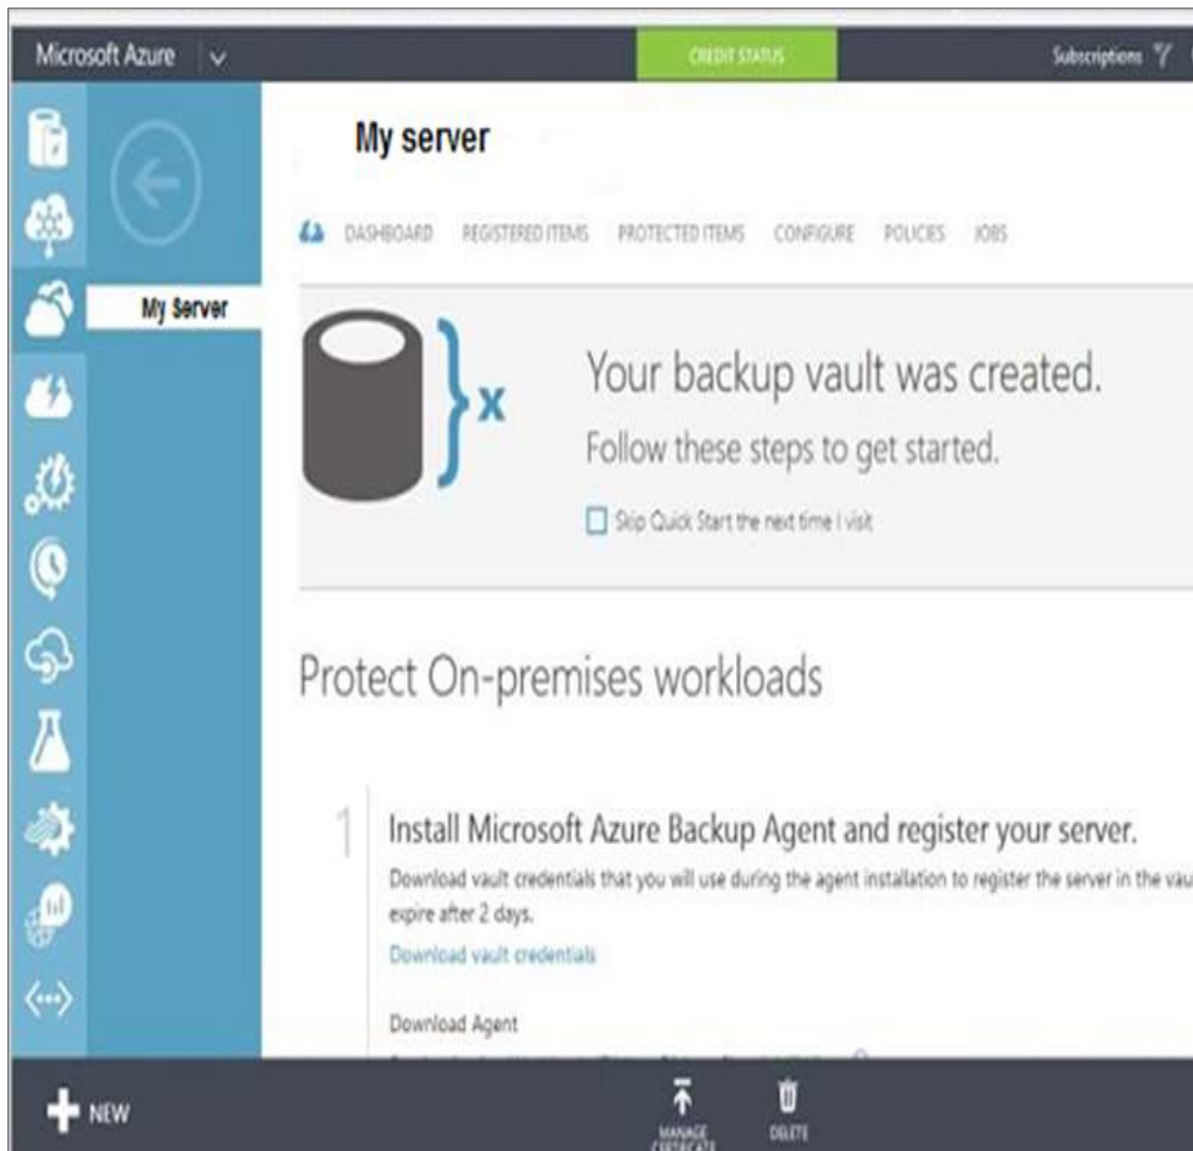 Microsoft Azure
CREDIT STATUS
Subscriptions
My server
DASHBOARD REGISTERED ITEMS PROTECTED ITEMS CONFIGURE POLICIES JOBS
My Server
x
Your backup vault was created.
Follow these steps to get started.
Skip Quick Start the next time I visit
Protect On-premises workloads
1
Install Microsoft Azure Backup Agent and register your server.
Download vault credentials that you will use during the agent installation to register the server in the vau
expire after 2 days.
Download vault credentials
Download Agent
NEW
MANAGE
CERTIFICATE
DELETE